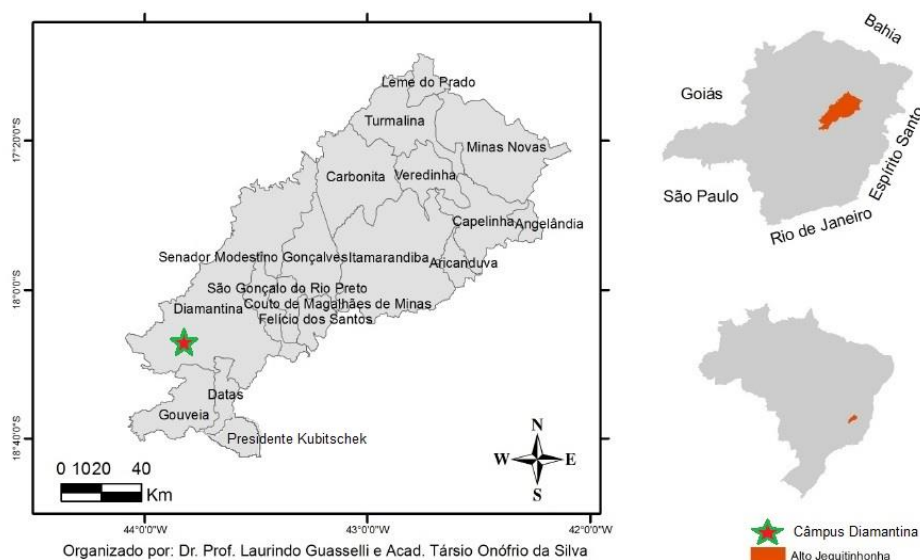 Leme do Prado
Turmalina
Minas Novas
Carbonita
Veredinha
Capelinha
Angelândia
Senador Modestino Gonçalves
Itamarandiba
Aricanduva
São Gonçalo do Rio Preto
Diamantina
Couto de Magalhães de Minas
Felício dos Santos
Datas
Gouveia
Presidente Kubitschek
17°20'0"S
18°0'0"S
18°40'0"S
0 10 20 40
Km
N
W E
S
44°0'0"W
43°0'0"W
42°0'0"W
Organizado por: Dr. Prof. Laurindo Guasselli e Acad. Társio Onófrio da Silva
Bahia
Goiás
Espírito Santo
São Paulo
Rio de Janeiro
Câmpus Diamantina
Alto Jequitinhonha